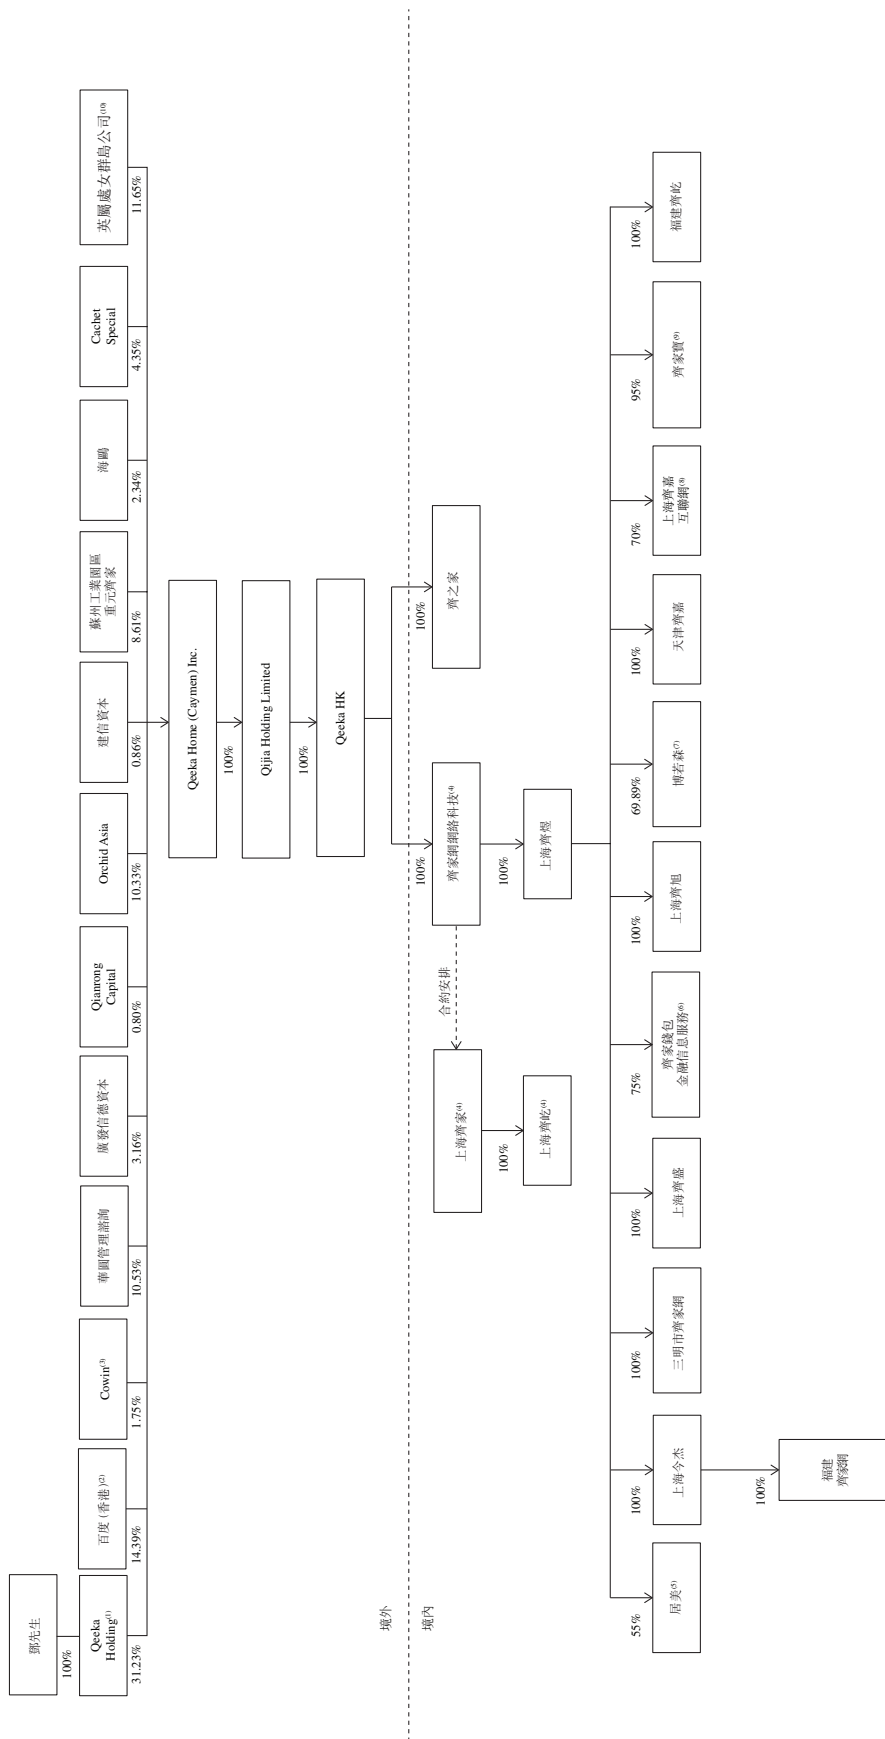 鄧先生
100%
Qeeka
Holding(1)
百度 (香港)(2)
Cowin(3)
華圓管理諮詢
廣發信德資本
Qianrong
Capital
Orchid Asia
建信資本
蘇州工業園區
重元齊家
海鷗
Cachet
Special
英屬處女群島公司(10)
31.23%
14.39%
1.75%
10.53%
3.16%
0.80%
10.33%
0.86%
8.61%
2.34%
4.35%
11.65%
Qeeka Home (Caymen) Inc.
100%
Qijia Holding Limited
100%
Qeeka HK
境外
境內
100%
100%
上海齊家(4)
合約安排
齊家網網絡科技(4)
齊之家
100%
100%
上海齊屹(4)
上海齊煜
55%
100%
100%
100%
75%
100%
69.89%
100%
70%
95%
100%
居美(5)
上海今杰
三明市齊家網
上海齊盛
齊家錢包
金融信息服務(6)
上海齊旭
博若森(7)
天津齊嘉
上海齊嘉
互聯網(8)
齊家寶(9)
福建齊屹
100%
福建
齊家網